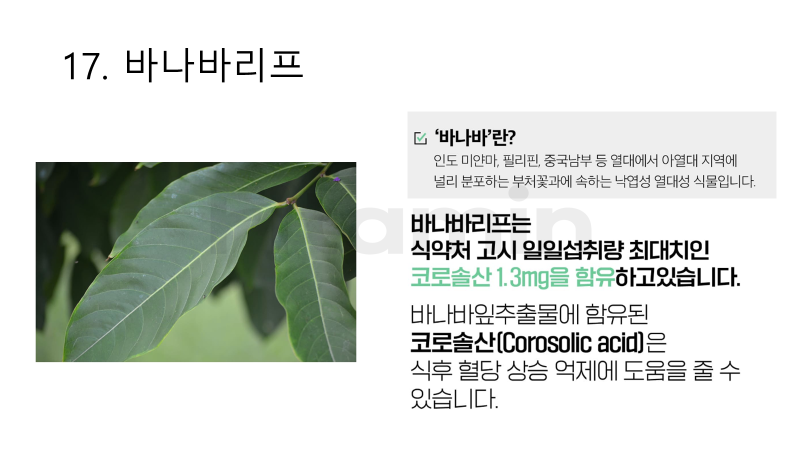 17. 바나바리프
‘바나바’란?
인도 미얀마, 필리핀, 중국남부 등 열대에서 아열대 지역에
널리 분포하는 부처꽃과에 속하는 낙엽성 열대성 식물입니다.
바나바리프는
식약처 고시 일일섭취량 최대치인
코로솔산 1.3mg을 함유하고있습니다.
바나바잎추출물에 함유된
코로솔산(Corosolic acid)은
식후 혈당 상승 억제에 도움을 줄 수
있습니다.